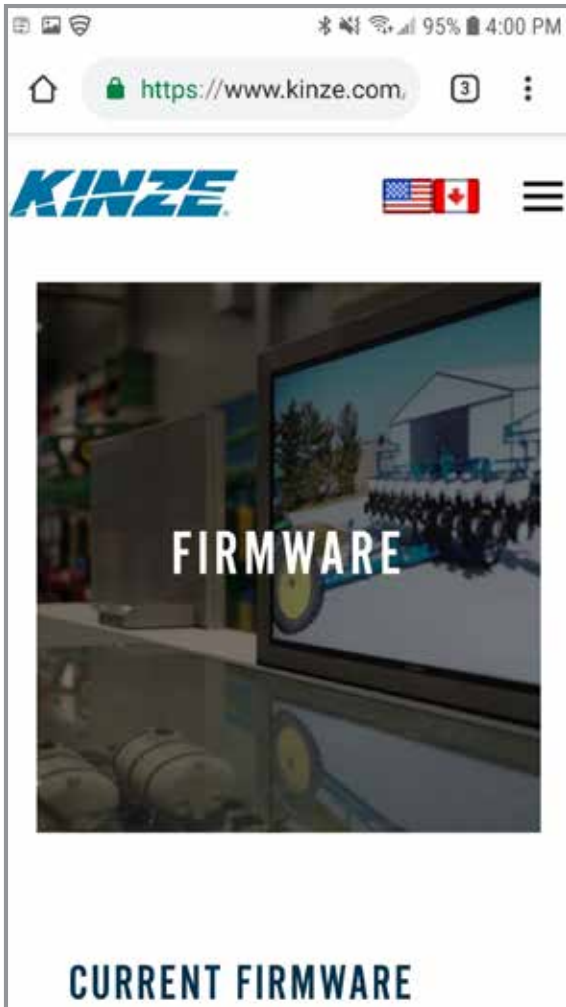 95% 4:00 PM
https://www.kinze.com/
3
KINZE
FIRMWARE
CURRENT FIRMWARE